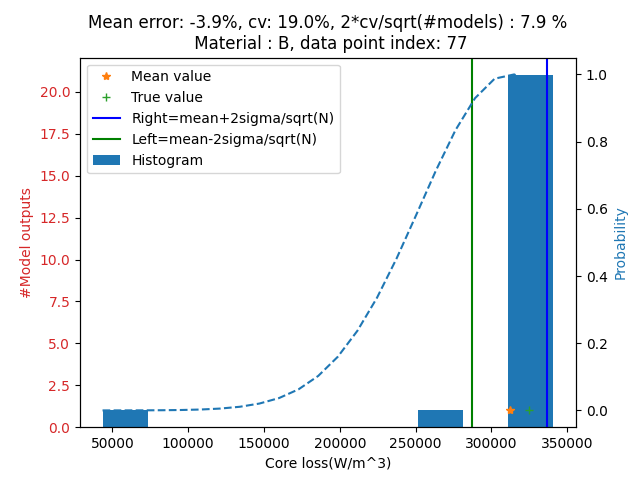 Mean error: -3.9%, cv: 19.0%, 2*cv/sqrt(#models) : 7.9 %
Material : B, data point index: 77
Mean value
True value
Right=mean+2sigma/sqrt(N)
Left=mean-2sigma/sqrt(N)
Histogram
#Model outputs
20.0
17.5
15.0
12.5
10.0
7.5
5.0
2.5
0.0
1.0
0.8
0.6
0.4
0.2
0.0
Probability
50000 100000 150000 200000 250000 300000 350000
Core loss(W/m^3)